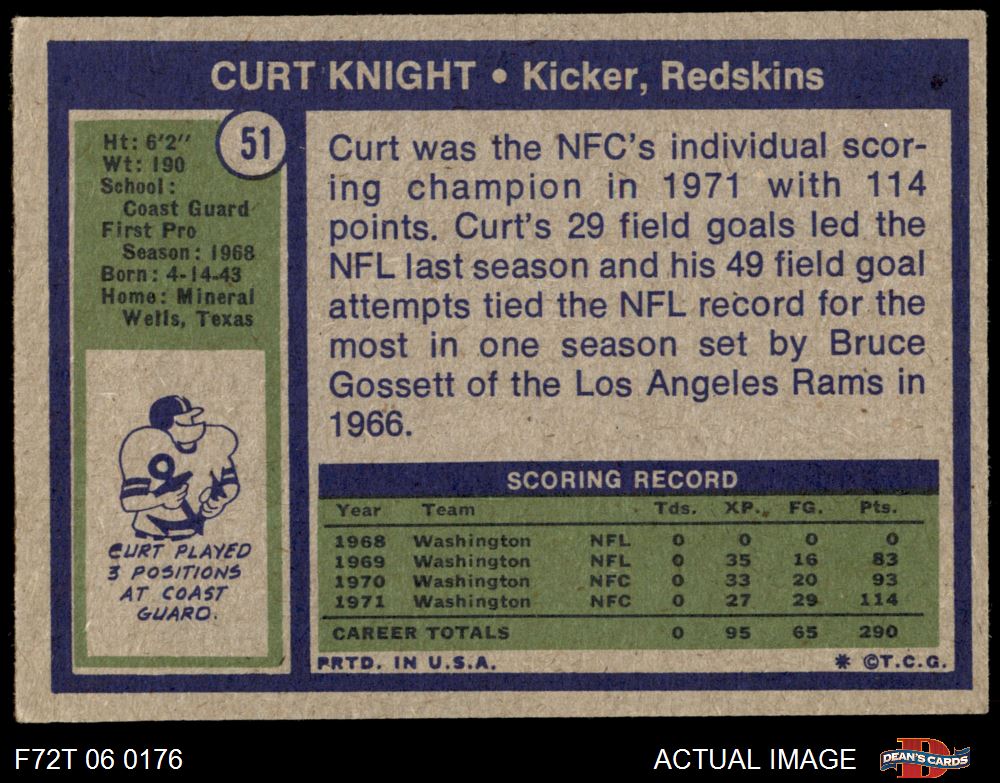 CURT KNIGHT • Kicker, Redskins
51
Ht: 6'2"
Wt: 190
School:
Coast Guard
First Pro
Season: 1968
Born: 4-14-43
Home: Mineral
Wells, Texas
CURT PLAYED
3 POSITIONS
AT COAST
GUARD.
Curt was the NFC's individual scor-
ing champion in 1971 with 114
points. Curt's 29 field goals led the
NFL last season and his 49 field goal
attempts tied the NFL record for the
most in one season set by Bruce
Gossett of the Los Angeles Rams in
1966.
SCORING RECORD
Year Team Tds. XP. FG. Pts.
1968 Washington NFL 0 0 0 0
1969 Washington NFL 0 35 16 83
1970 Washington NFC 0 33 20 93
1971 Washington NFC 0 27 29 114
CAREER TOTALS 0 95 65 290
PRTD. IN U.S.A. * ©T.C.G.
F72T 06 0176 ACTUAL IMAGE D DEAN'S CARDS